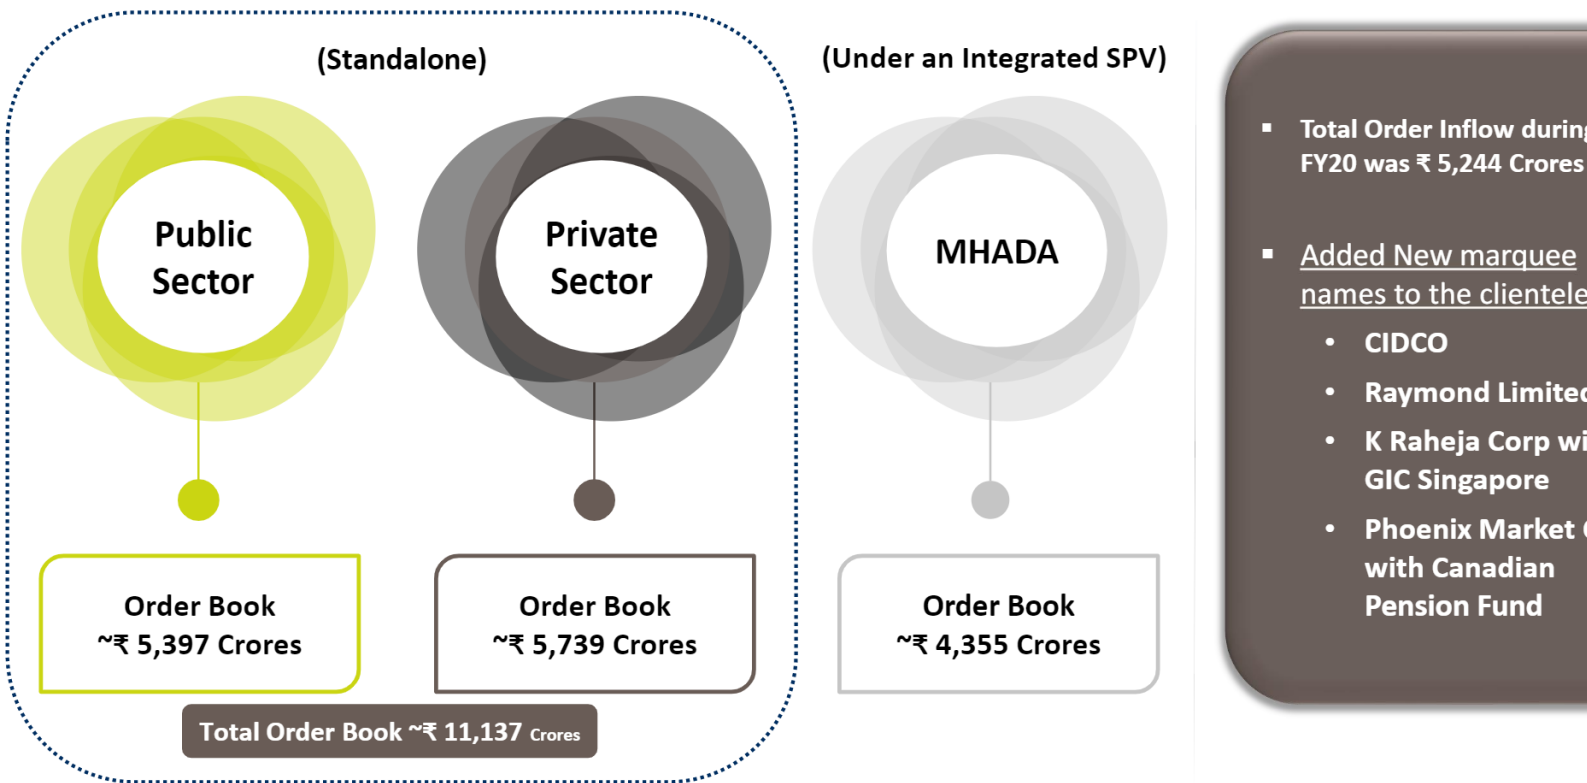 (Standalone)
Public
Sector
Order Book
~₹ 5,397 Crores
Private
Sector
Order Book
~₹ 5,739 Crores
Total Order Book ~₹ 11,137 Crores
(Under an Integrated SPV)
MHADA
Order Book
~₹ 4,355 Crores
▪ Total Order Inflow during
FY20 was ₹ 5,244 Crores
▪ Added New marquee
names to the clientele
• CIDCO
• Raymond Limited
• K Raheja Corp
GIC Singapore
• Phoenix Market
with Canadian
Pension Fund